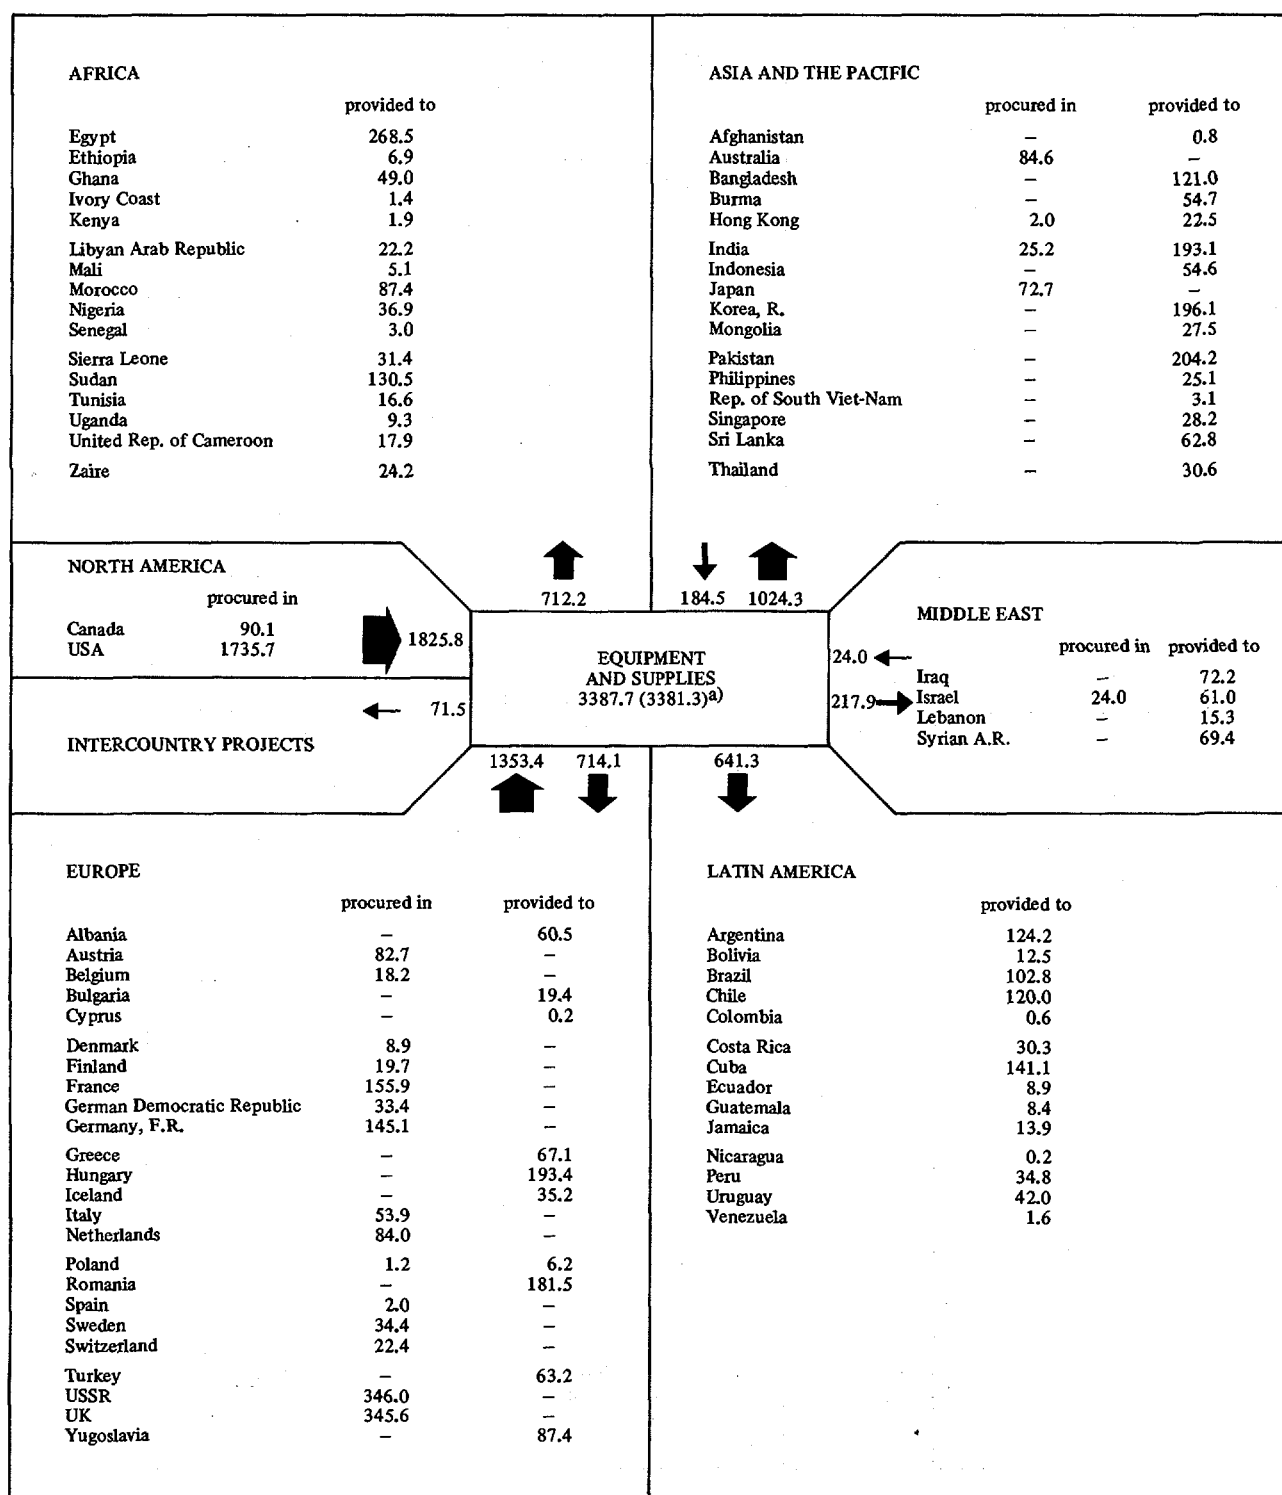 AFRICA
provided to
Egypt 268.5
Ethiopia 6.9
Ghana 49.0
Ivory Coast 1.4
Kenya 1.9
Libyan Arab Republic 22.2
Mali 5.1
Morocco 87.4
Nigeria 36.9
Senegal 3.0
Sierra Leone 31.4
Sudan 130.5
Tunisia 16.6
Uganda 9.3
United Rep. of Cameroon 17.9
Zaire 24.2
ASIA AND THE PACIFIC
procured in provided to
Afghanistan – 0.8
Australia 84.6 –
Bangladesh – 121.0
Burma – 54.7
Hong Kong 2.0 22.5
India 25.2 193.1
Indonesia – 54.6
Japan 72.7 –
Korea, R. – 196.1
Mongolia – 27.5
Pakistan – 204.2
Philippines – 25.1
Rep. of South Viet-Nam – 3.1
Singapore – 28.2
Sri Lanka – 62.8
Thailand – 30.6
NORTH AMERICA
procured in
Canada 90.1
USA 1735.7
1825.8
712.2
184.5 1024.3
EQUIPMENT
AND SUPPLIES
3387.7 (3381.3)a)
MIDDLE EAST
procured in provided to
24.0
Iraq – 72.2
217.9
Israel 24.0 61.0
Lebanon – 15.3
Syrian A.R. – 69.4
71.5
INTERCOUNTRY PROJECTS
1353.4 714.1
641.3
EUROPE
procured in provided to
Albania – 60.5
Austria 82.7 –
Belgium 18.2 –
Bulgaria – 19.4
Cyprus – 0.2
Denmark 8.9 –
Finland 19.7 –
France 155.9 –
German Democratic Republic 33.4 –
Germany, F.R. 145.1 –
Greece – 67.1
Hungary – 193.4
Iceland – 35.2
Italy 53.9 –
Netherlands 84.0 –
Poland 1.2 6.2
Romania – 181.5
Spain 2.0 –
Sweden 34.4 –
Switzerland 22.4 –
Turkey – 63.2
USSR 346.0 –
UK 345.6 –
Yugoslavia – 87.4
LATIN AMERICA
provided to
Argentina 124.2
Bolivia 12.5
Brazil 102.8
Chile 120.0
Colombia 0.6
Costa Rica 30.3
Cuba 141.1
Ecuador 8.9
Guatemala 8.4
Jamaica 13.9
Nicaragua 0.2
Peru 34.8
Uruguay 42.0
Venezuela 1.6